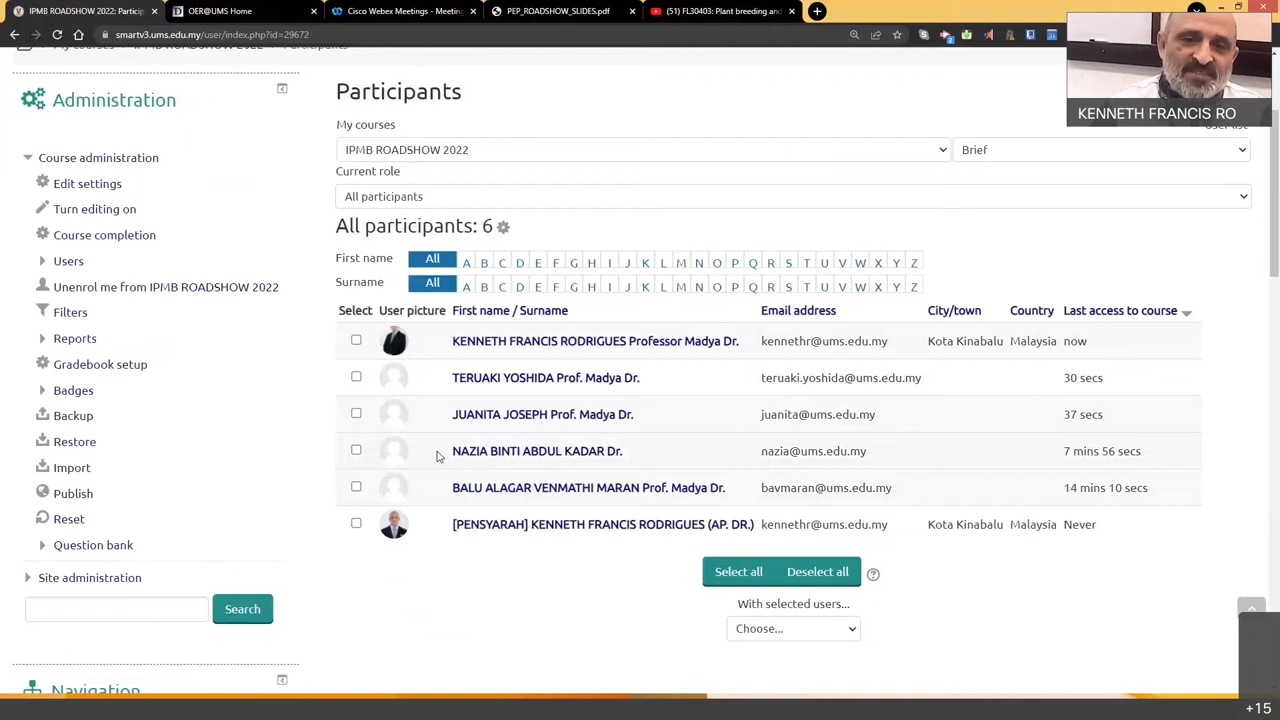 IPMB ROADSHOW 2022: Particip
OER@UMS Home
Cisco Webex Meetings - Meeting
PEP_ROADSHOW_SLIDES.pdf
(51) FL30403: Plant breeding and
smartv3.ums.edu.my/user/index.php?id=29672
KENNETH FRANCIS RO
Administration
Course administration
Edit settings
Turn editing on
Course completion
Users
Unenrol me from IPMB ROADSHOW 2022
Filters
Reports
Gradebook setup
Badges
Backup
Restore
Import
Publish
Reset
Question bank
Site administration
Search
Navigation
Participants
My courses
IPMB ROADSHOW 2022
Brief
Current role
All participants
All participants: 6
First name All A B C D E F G H I J K L M N O P Q R S T U V W X Y Z
Surname All A B C D E F G H I J K L M N O P Q R S T U V W X Y Z
Select User picture First name / Surname Email address City/town Country Last access to course
KENNETH FRANCIS RODRIGUES Professor Madya Dr. kennethr@ums.edu.my Kota Kinabalu Malaysia now
TERUAKI YOSHIDA Prof. Madya Dr. teruaki.yoshida@ums.edu.my 30 secs
JUANITA JOSEPH Prof. Madya Dr. juanita@ums.edu.my 37 secs
NAZIA BINTI ABDUL KADAR Dr. nazia@ums.edu.my 7 mins 56 secs
BALU ALAGAR VENMATHI MARAN Prof. Madya Dr. bavmaran@ums.edu.my 14 mins 10 secs
[PENSYARAH] KENNETH FRANCIS RODRIGUES (AP. DR.) kennethr@ums.edu.my Kota Kinabalu Malaysia Never
Select all Deselect all
With selected users...
Choose...
+15